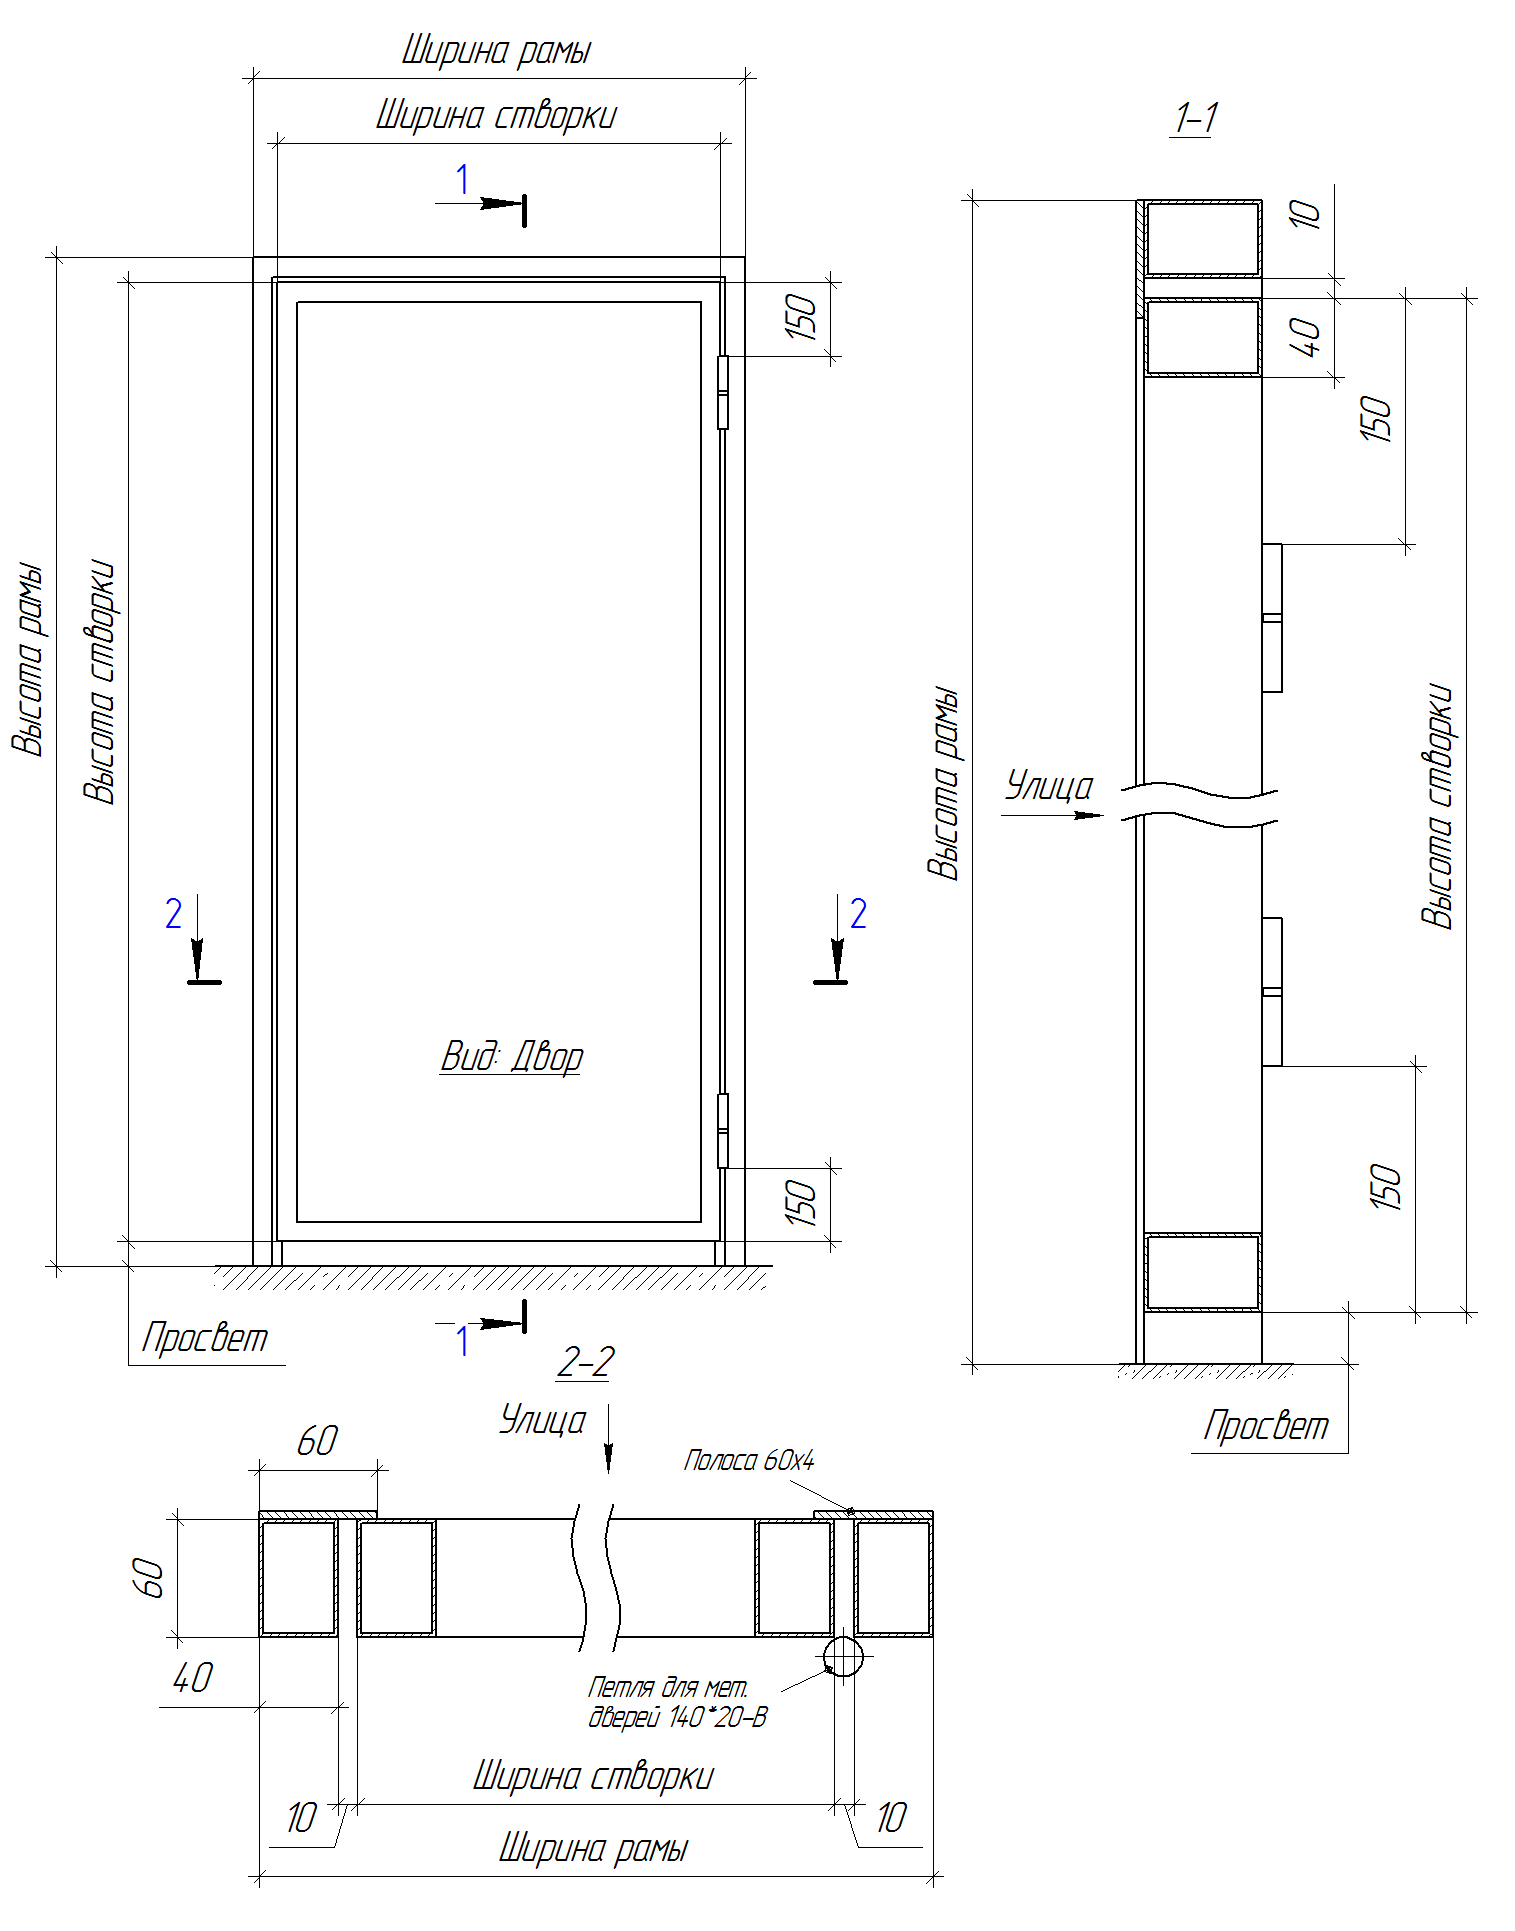 Ширина рамы
Ширина створки
1
150
Высота рамы
Высота створки
2
2
Вид: Двор
150
Просвет
1
1-1
10
40
150
Высота рамы
Улица
Высота створки
150
Просвет
2-2
Улица
60
Полоса 60х4
60
40
Петля для мет.
дверей 140*20-В
Ширина створки
10
10
Ширина рамы